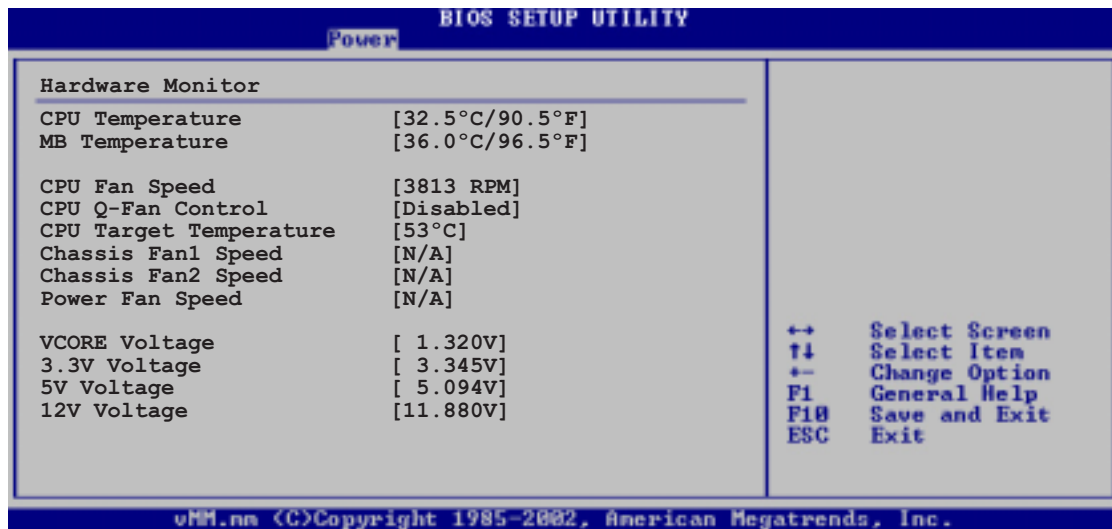 BIOS SETUP UTILITY
Power
Hardware Monitor
CPU Temperature [32.5°C/90.5°F]
MB Temperature [36.0°C/96.5°F]
CPU Fan Speed [3813 RPM]
CPU Q-Fan Control [Disabled]
CPU Target Temperature [53°C]
Chassis Fan1 Speed [N/A]
Chassis Fan2 Speed [N/A]
Power Fan Speed [N/A]
VCORE Voltage [ 1.320V]
3.3V Voltage [ 3.345V]
5V Voltage [ 5.094V]
12V Voltage [11.880V]
←→ Select Screen
↑↓ Select Item
+- Change Option
F1 General Help
F10 Save and Exit
ESC Exit
vMM.mm (C)Copyright 1985-2002, American Megatrends, Inc.